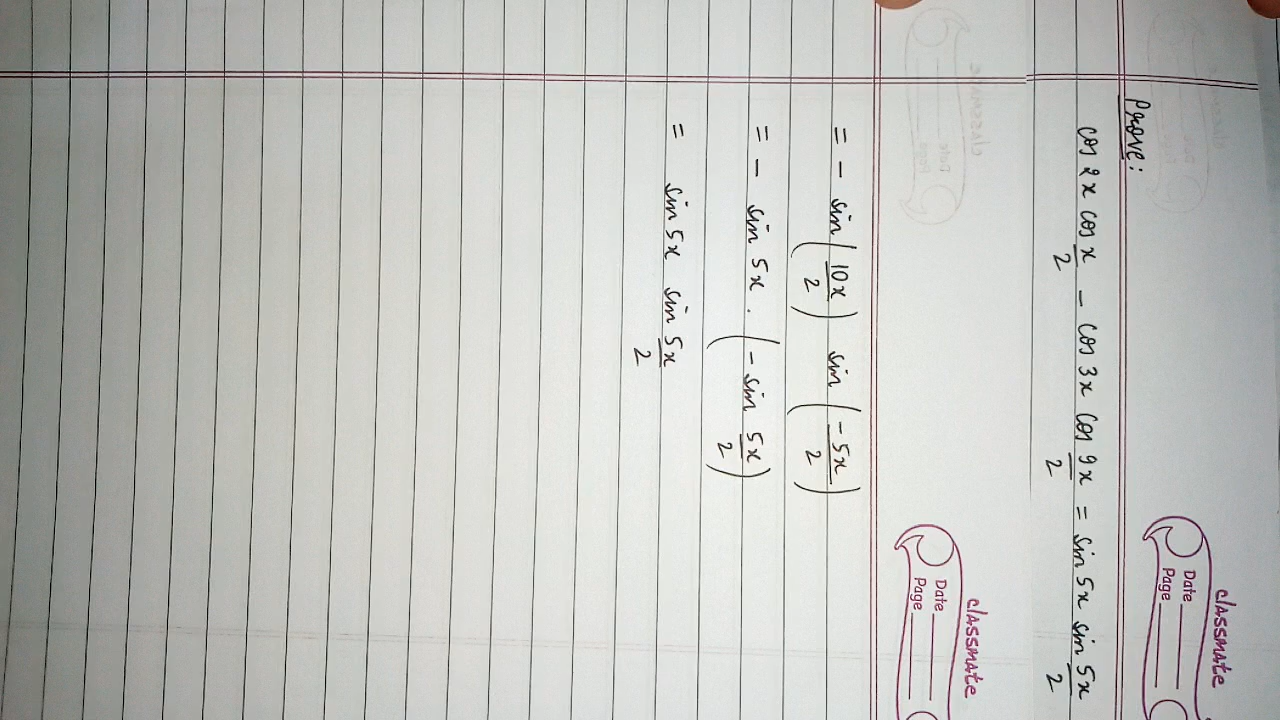 classmate
Date
Page
Prove:
cos 2x cos x/2 - cos 3x cos 9x/2 = sin 5x sin 5x/2
classmate
Date
Page
= - sin (10x/2) sin (-5x/2)
= - sin 5x . (- sin 5x/2)
= sin 5x sin 5x/2